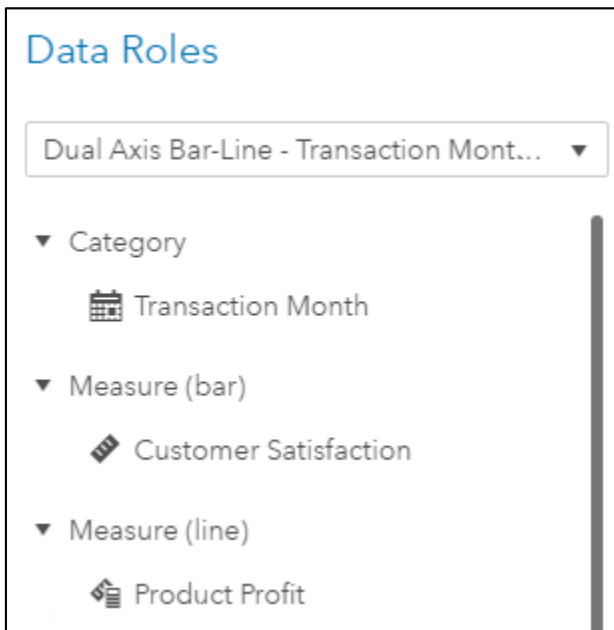 Data Roles
Dual Axis Bar-Line - Transaction Mont...
Category
Transaction Month
Measure (bar)
Customer Satisfaction
Measure (line)
Product Profit